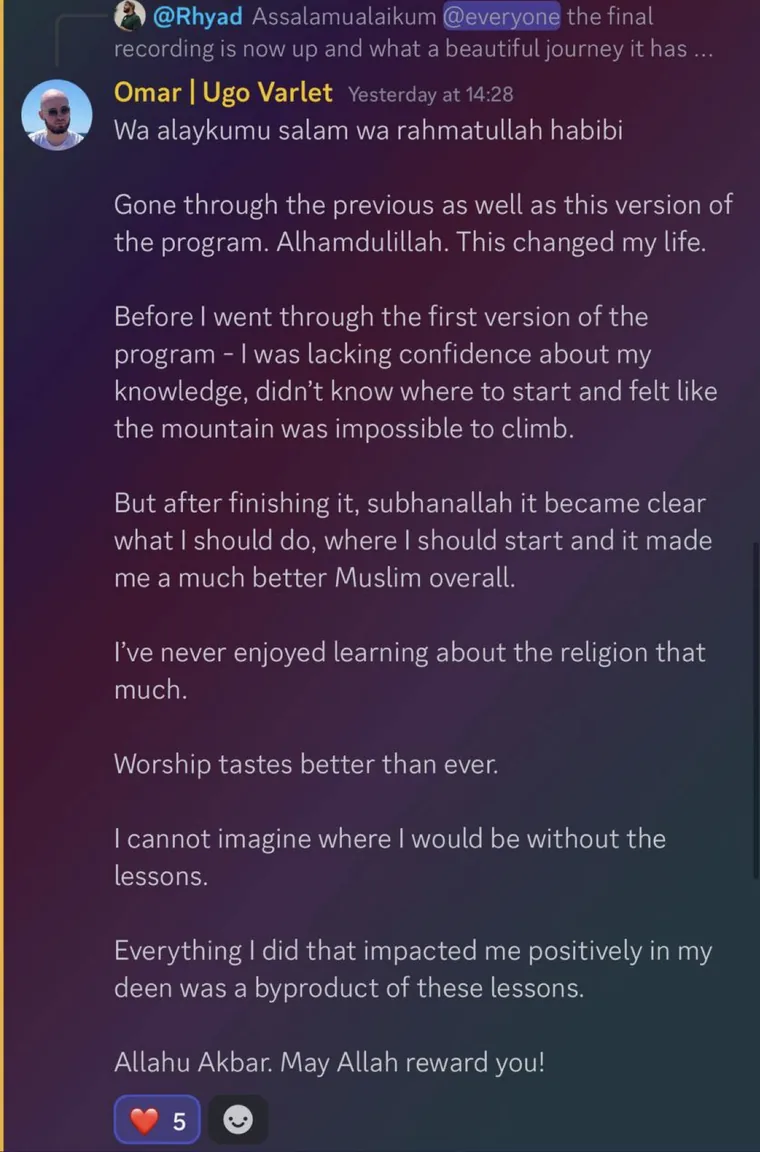 @Rhyad Assalamualaikum @everyone the final
recording is now up and what a beautiful journey it has ...
Omar | Ugo Varlet Yesterday at 14:28
Wa alaykumu salam wa rahmatullah habibi
Gone through the previous as well as this version of
the program. Alhamdulillah. This changed my life.
Before I went through the first version of the
program - I was lacking confidence about my
knowledge, didn’t know where to start and felt like
the mountain was impossible to climb.
But after finishing it, subhanallah it became clear
what I should do, where I should start and it made
me a much better Muslim overall.
I’ve never enjoyed learning about the religion that
much.
Worship tastes better than ever.
I cannot imagine where I would be without the
lessons.
Everything I did that impacted me positively in my
deen was a byproduct of these lessons.
Allahu Akbar. May Allah reward you!
❤️ 5